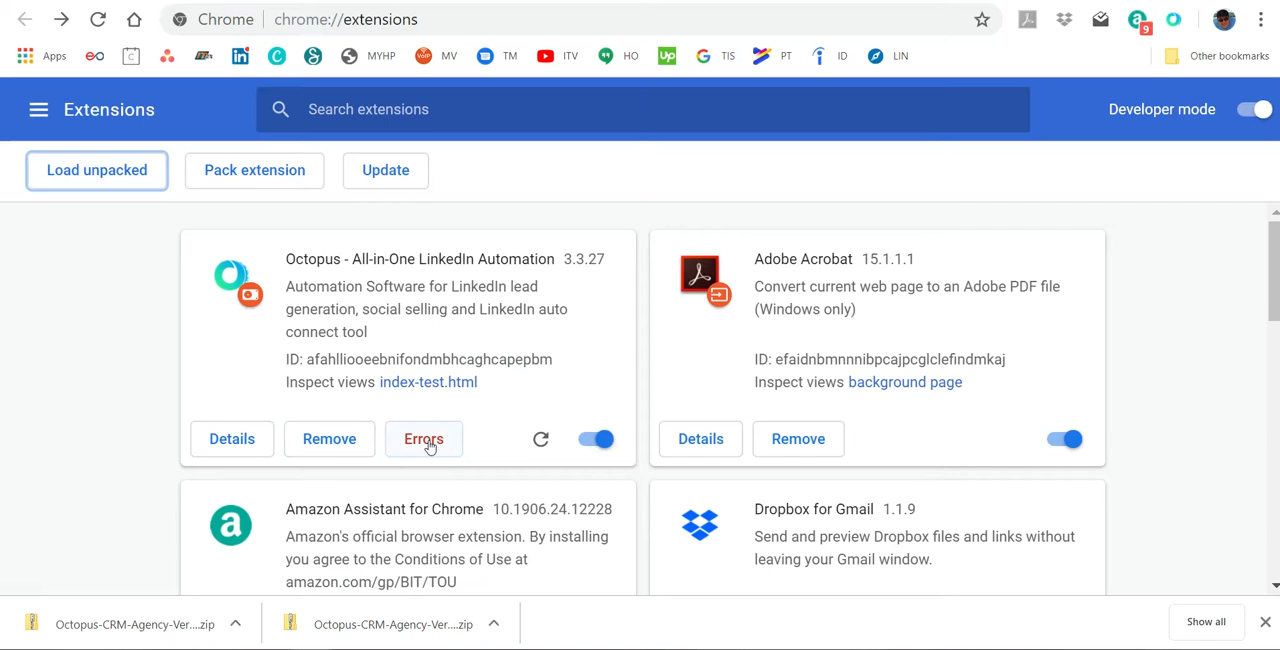 Chrome chrome://extensions
9
Apps MYHP MV TM ITV HO up TIS PT ID LIN Other bookmarks
Extensions Search extensions Developer mode
Load unpacked Pack extension Update
Octopus - All-in-One LinkedIn Automation 3.3.27
Automation Software for LinkedIn lead
generation, social selling and LinkedIn auto
connect tool
ID: afahlliooeebnifondmbhcaghcapepbm
Inspect views index-test.html
Details Remove Errors
Adobe Acrobat 15.1.1.1
Convert current web page to an Adobe PDF file
(Windows only)
ID: efaidnbmnnnibpcajpcglclefindmkaj
Inspect views background page
Details Remove
Amazon Assistant for Chrome 10.1906.24.12228
Amazon's official browser extension. By installing
you agree to the Conditions of Use at
amazon.com/gp/BIT/TOU
Dropbox for Gmail 1.1.9
Send and preview Dropbox files and links without
leaving your Gmail window.
Octopus-CRM-Agency-Ver....zip Octopus-CRM-Agency-Ver....zip Show all